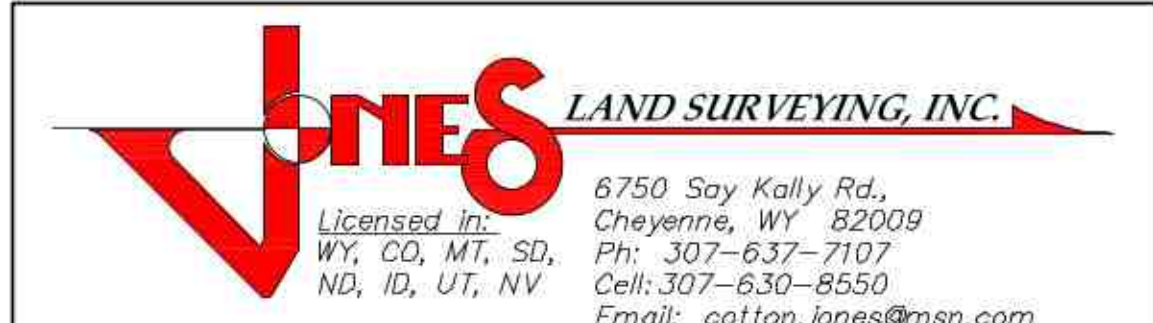 JONES LAND SURVEYING, INC.
Licensed in:
WY, CO, MT, SD,
ND, ID, UT, NV
6750 Say Kally Rd.,
Cheyenne, WY 82009
Ph: 307-637-7107
Cell: 307-630-8550
Email: cotton.jones@msn.com